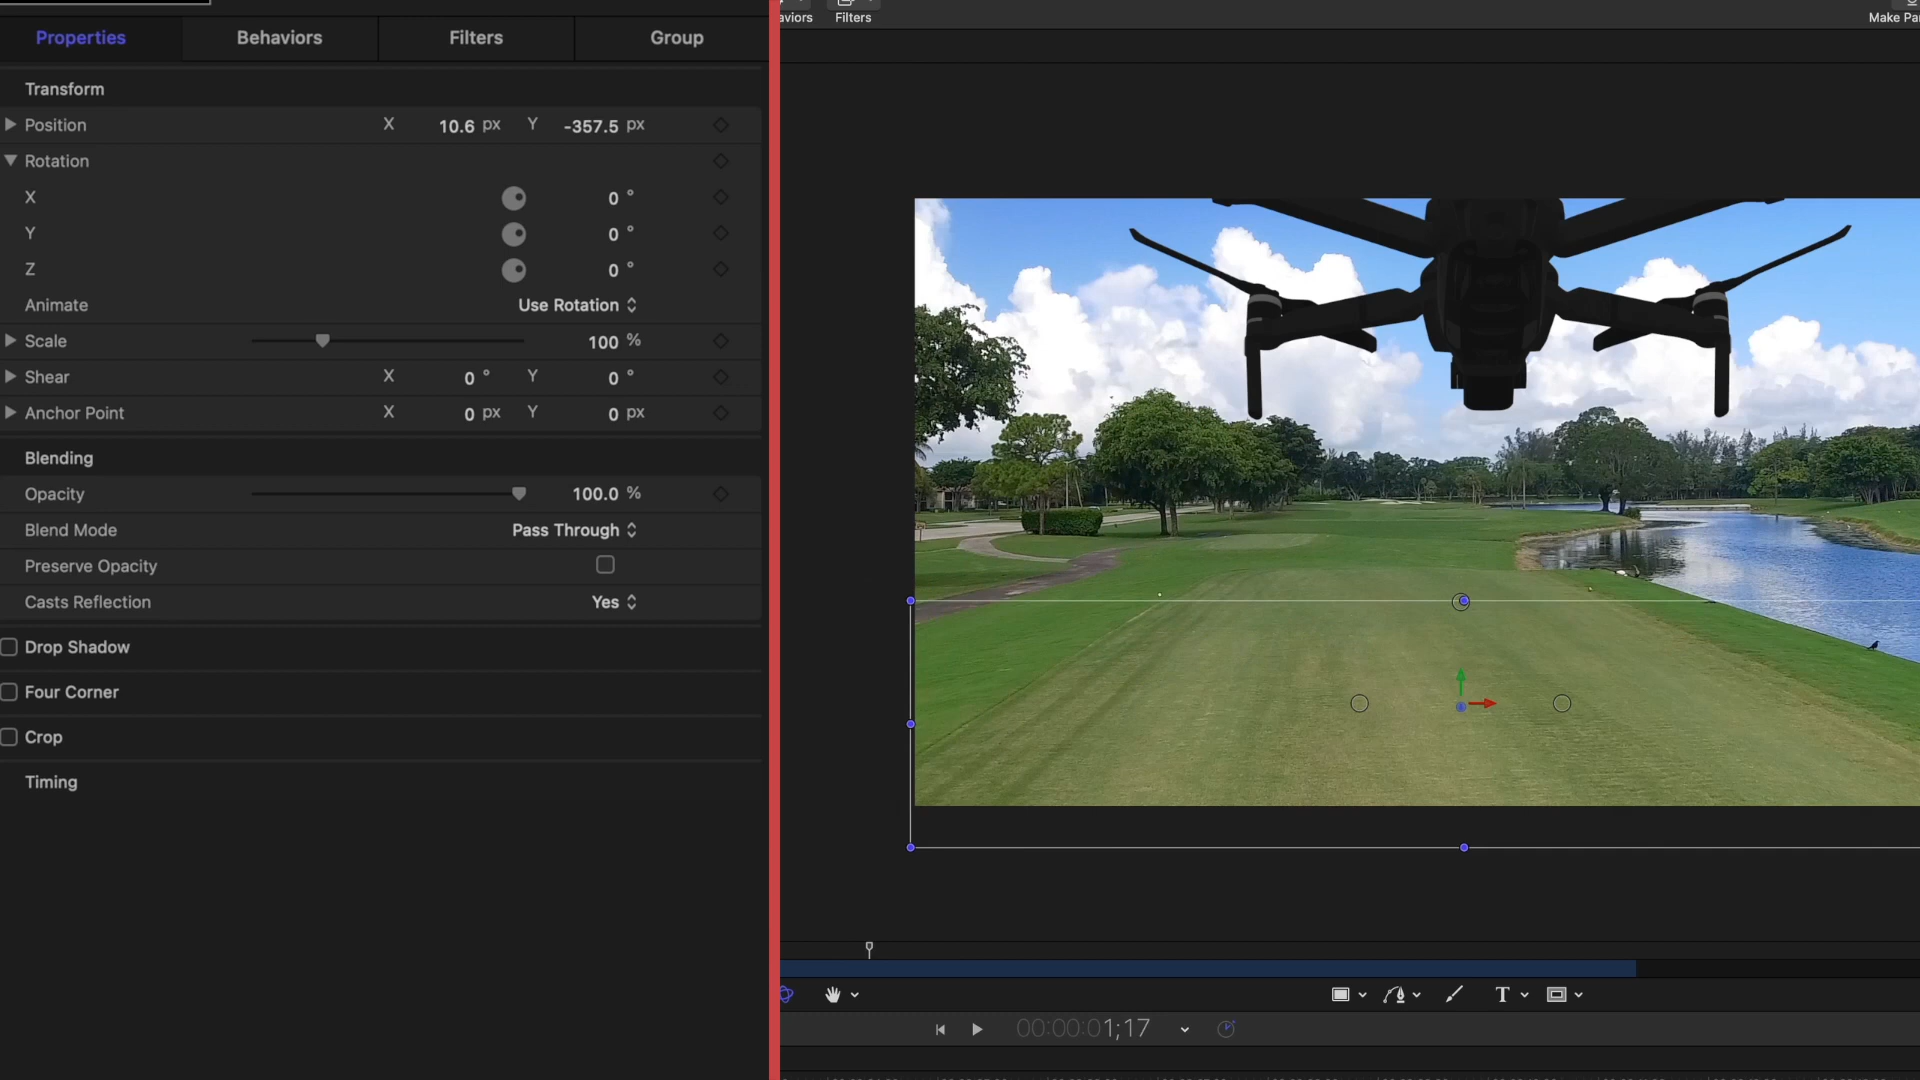 Properties Behaviors Filters Group
Transform
Position X 10.6 px Y -357.5 px
Rotation
X 0 °
Y 0 °
Z 0 °
Animate Use Rotation
Scale 100 %
Shear X 0 ° Y 0 °
Anchor Point X 0 px Y 0 px
Blending
Opacity 100.0 %
Blend Mode Pass Through
Preserve Opacity
Casts Reflection Yes
Drop Shadow
Four Corner
Crop
Timing
aviors Filters Make Par
T
00:00:01;17